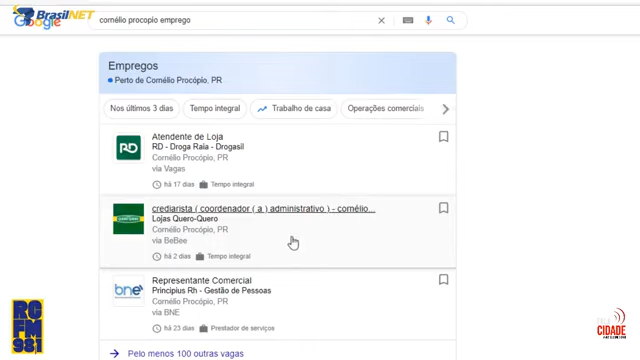 BrasilNET
Google
cornélio procopio emprego
Empregos
Perto de Cornélio Procópio, PR
Nos últimos 3 dias
Tempo integral
Trabalho de casa
Operações comerciais
RD
Atendente de Loja
RD - Droga Raia - Drogasil
Cornélio Procópio, PR
via Vagas
há 17 dias
Tempo integral
crediarista ( coordenador ( a ) administrativo ) - cornélio...
Lojas Quero-Quero
Cornélio Procópio, PR
via BeBee
há 2 dias
Tempo integral
bne
Representante Comercial
Principius Rh - Gestão de Pessoas
Cornélio Procópio, PR
via BNE
há 23 dias
Prestador de serviços
Pelo menos 100 outras vagas
RC
FM
98.1
CIDADE